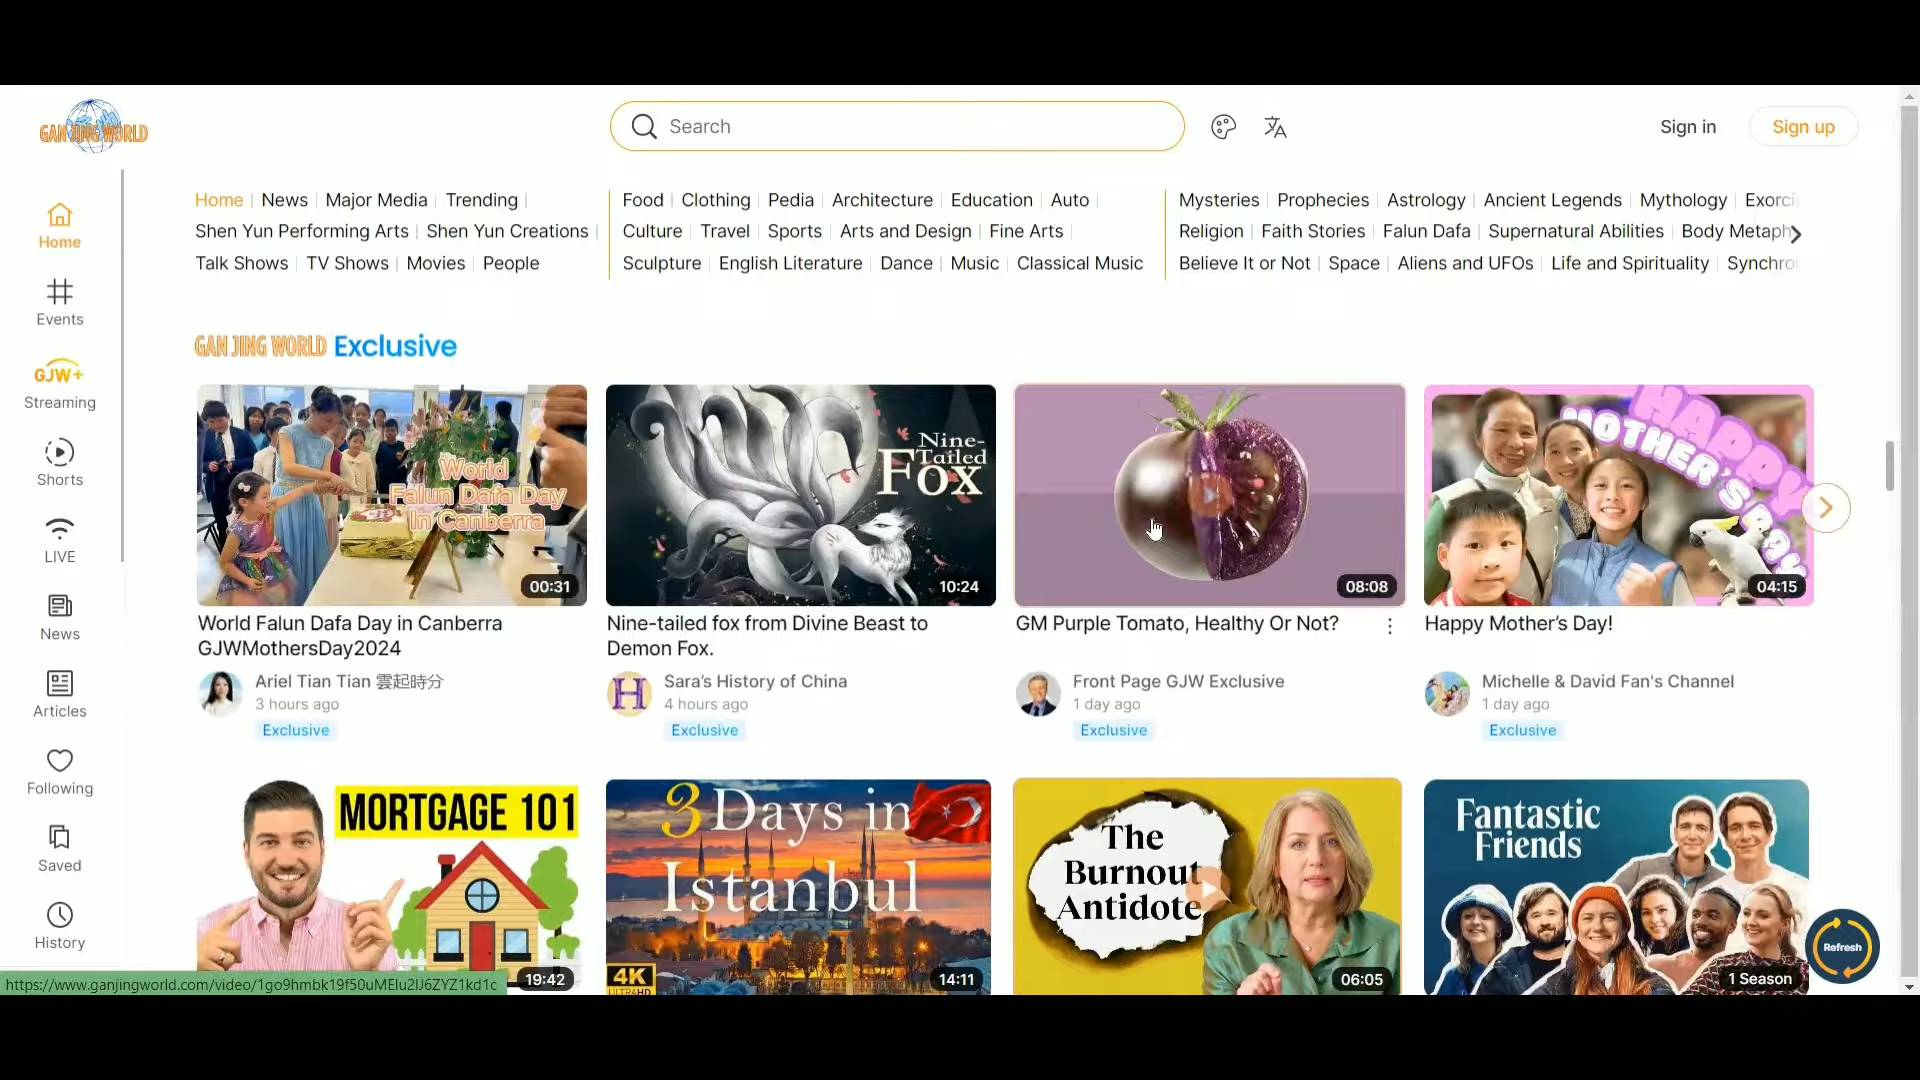 GAN JING WORLD
Search
Sign in
Sign up
Home
Events
GJW+
Streaming
Shorts
LIVE
News
Articles
Following
Saved
History
Home | News | Major Media | Trending |
Shen Yun Performing Arts | Shen Yun Creations |
Talk Shows | TV Shows | Movies | People
Food | Clothing | Pedia | Architecture | Education | Auto |
Culture | Travel | Sports | Arts and Design | Fine Arts |
Sculpture | English Literature | Dance | Music | Classical Music
Mysteries | Prophecies | Astrology | Ancient Legends | Mythology | Exorci
Religion | Faith Stories | Falun Dafa | Supernatural Abilities | Body Metaph
Believe It or Not | Space | Aliens and UFOs | Life and Spirituality | Synchro
GAN JING WORLD Exclusive
World
Falun Dafa Day
In Canberra
00:31
World Falun Dafa Day in Canberra
GJWMothersDay2024
Ariel Tian Tian 雲起時分
3 hours ago
Exclusive
Nine-
Tailed
Fox
10:24
Nine-tailed fox from Divine Beast to
Demon Fox.
H
Sara's History of China
4 hours ago
Exclusive
08:08
GM Purple Tomato, Healthy Or Not?
Front Page GJW Exclusive
1 day ago
Exclusive
HAPPY
MOTHER'S
04:15
Happy Mother's Day!
Michelle & David Fan's Channel
1 day ago
Exclusive
MORTGAGE 101
19:42
3 Days in
Istanbul
4K
ULTRA HD
14:11
The
Burnout
Antidote
06:05
Fantastic
Friends
1 Season
Refresh
https://www.ganjingworld.com/video/1go9hmbk19f50uMEIu2IJ6ZYZ1kd1c